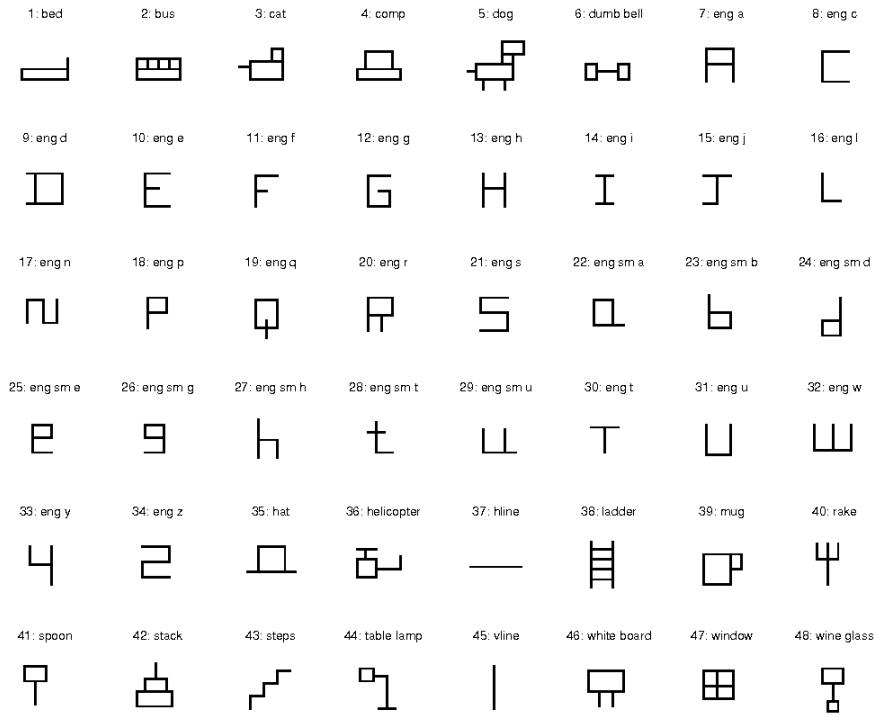 1: bed 2: bus 3: cat 4: comp 5: dog 6: dumb bell 7: eng a 8: eng c
9: eng d 10: eng e 11: eng f 12: eng g 13: eng h 14: eng i 15: eng j 16: eng l
17: eng n 18: eng p 19: eng q 20: eng r 21: eng s 22: eng sm a 23: eng sm b 24: eng sm d
25: eng sm e 26: eng sm g 27: eng sm h 28: eng sm t 29: eng sm u 30: eng t 31: eng u 32: eng w
33: eng y 34: eng z 35: hat 36: helicopter 37: hline 38: ladder 39: mug 40: rake
41: spoon 42: stack 43: steps 44: table lamp 45: vline 46: white board 47: window 48: wine glass